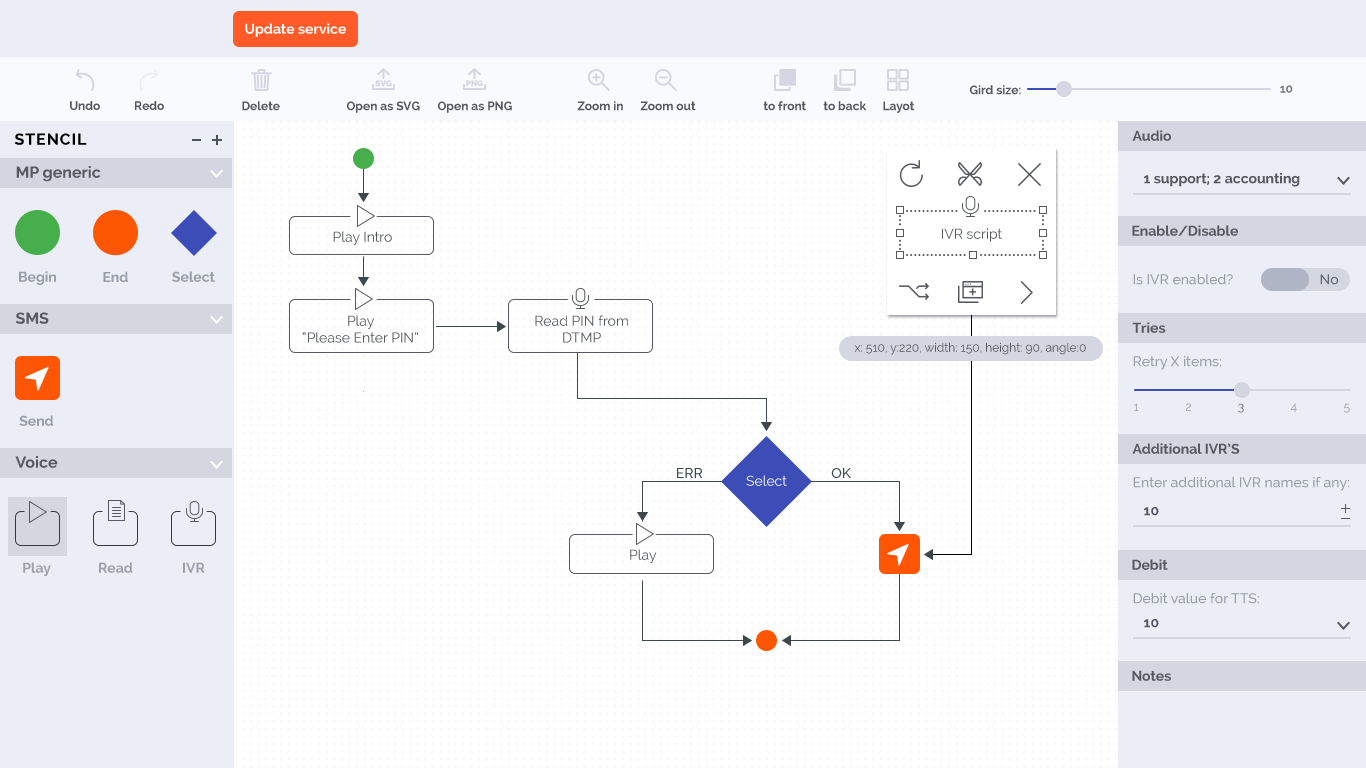 Update service
Undo
Redo
Delete
SVG
Open as SVG
PNG
Open as PNG
Zoom in
Zoom out
to front
to back
Layot
Gird size:
10
STENCIL
MP generic
Begin
End
Select
SMS
Send
Voice
Play
Read
IVR
Play Intro
Play
"Please Enter PIN"
Read PIN from
DTMP
IVR script
x: 510, y:220, width: 150, height: 90, angle:0
ERR
Select
OK
Play
Audio
1 support; 2 accounting
Enable/Disable
Is IVR enabled?
No
Tries
Retry X items:
1 2 3 4 5
Additional IVR'S
Enter additional IVR names if any:
10
Debit
Debit value for TTS:
10
Notes